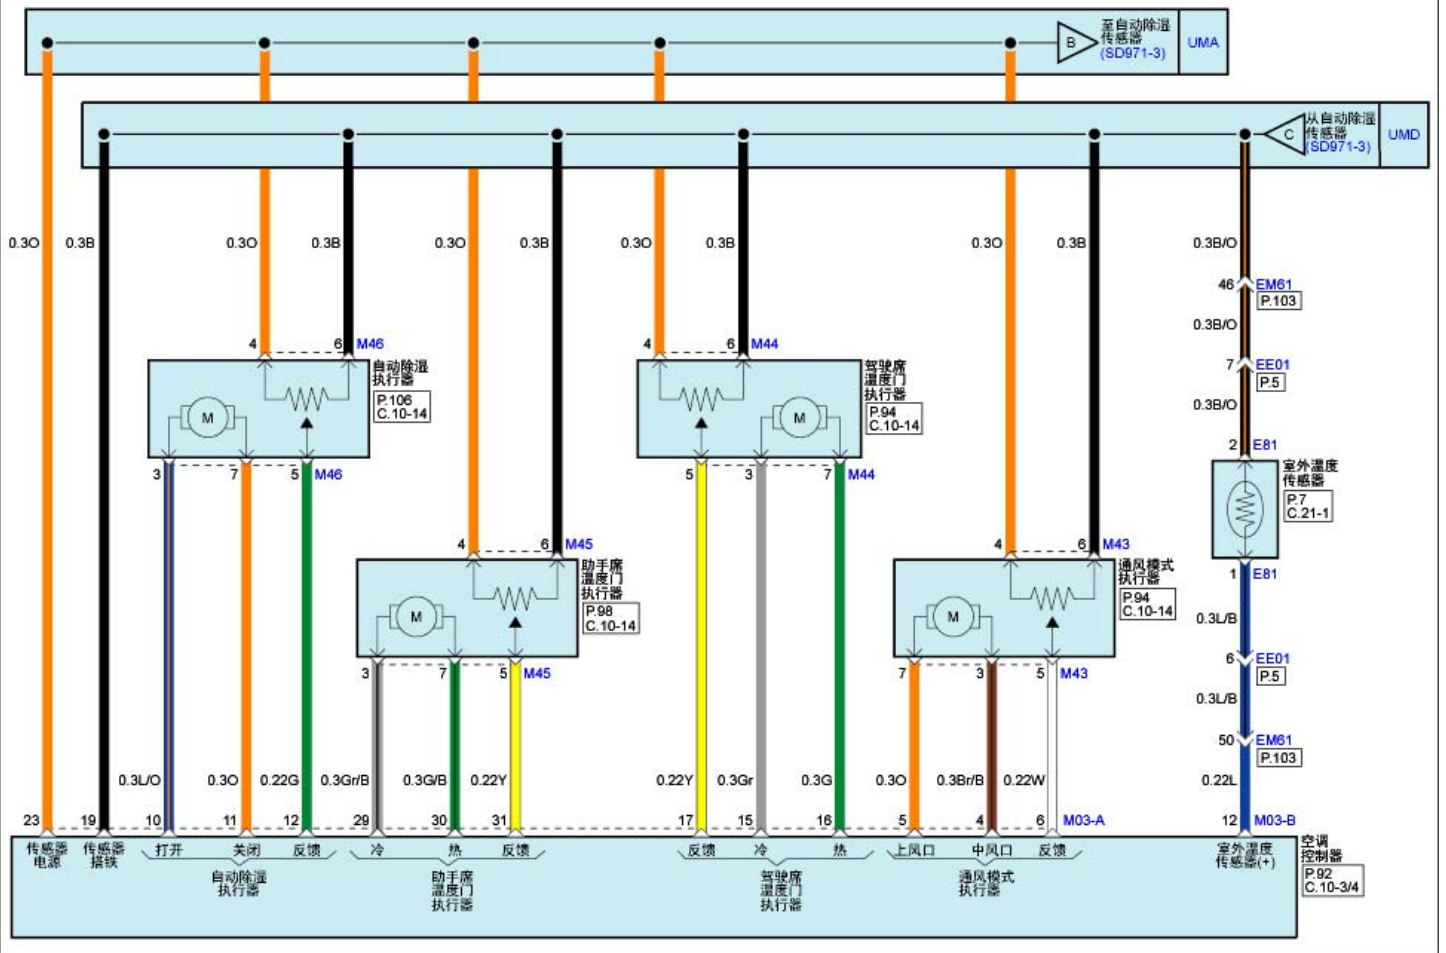 至自动除湿
传感器
(SD971-3)
B
UMA
从自动除湿
传感器
(SD971-3)
C
UMD
0.3O
0.3B
0.3O
0.3B
0.3O
0.3B
0.3O
0.3B
0.3O
0.3B
0.3B/O
46
EM61
P.103
0.3B/O
7
EE01
P.5
0.3B/O
2
E81
4
6
M46
自动除湿
执行器
P.106
C.10-14
M
3
7
5
M46
4
6
M44
驾驶席
温度门
执行器
P.94
C.10-14
M
5
3
7
M44
室外温度
传感器
P.7
C.21-1
1
E81
4
6
M45
助手席
温度门
执行器
P.98
C.10-14
M
3
7
5
M45
4
6
M43
通风模式
执行器
P.94
C.10-14
M
7
3
5
M43
0.3L/B
6
EE01
P.5
0.3L/B
50
EM61
P.103
0.3L/O
0.3O
0.22G
0.3Gr/B
0.3G/B
0.22Y
0.22Y
0.3Gr
0.3G
0.3O
0.3Br/B
0.22W
0.22L
23
19
10
11
12
29
30
31
17
15
16
5
4
6
M03-A
12
M03-B
传感器
电源
传感器
搭铁
打开
关闭
反馈
自动除湿
执行器
冷
热
反馈
助手席
温度门
执行器
反馈
冷
热
驾驶席
温度门
执行器
上风口
中风口
反馈
通风模式
执行器
室外温度
传感器(+)
空调
控制器
P.92
C.10-3/4